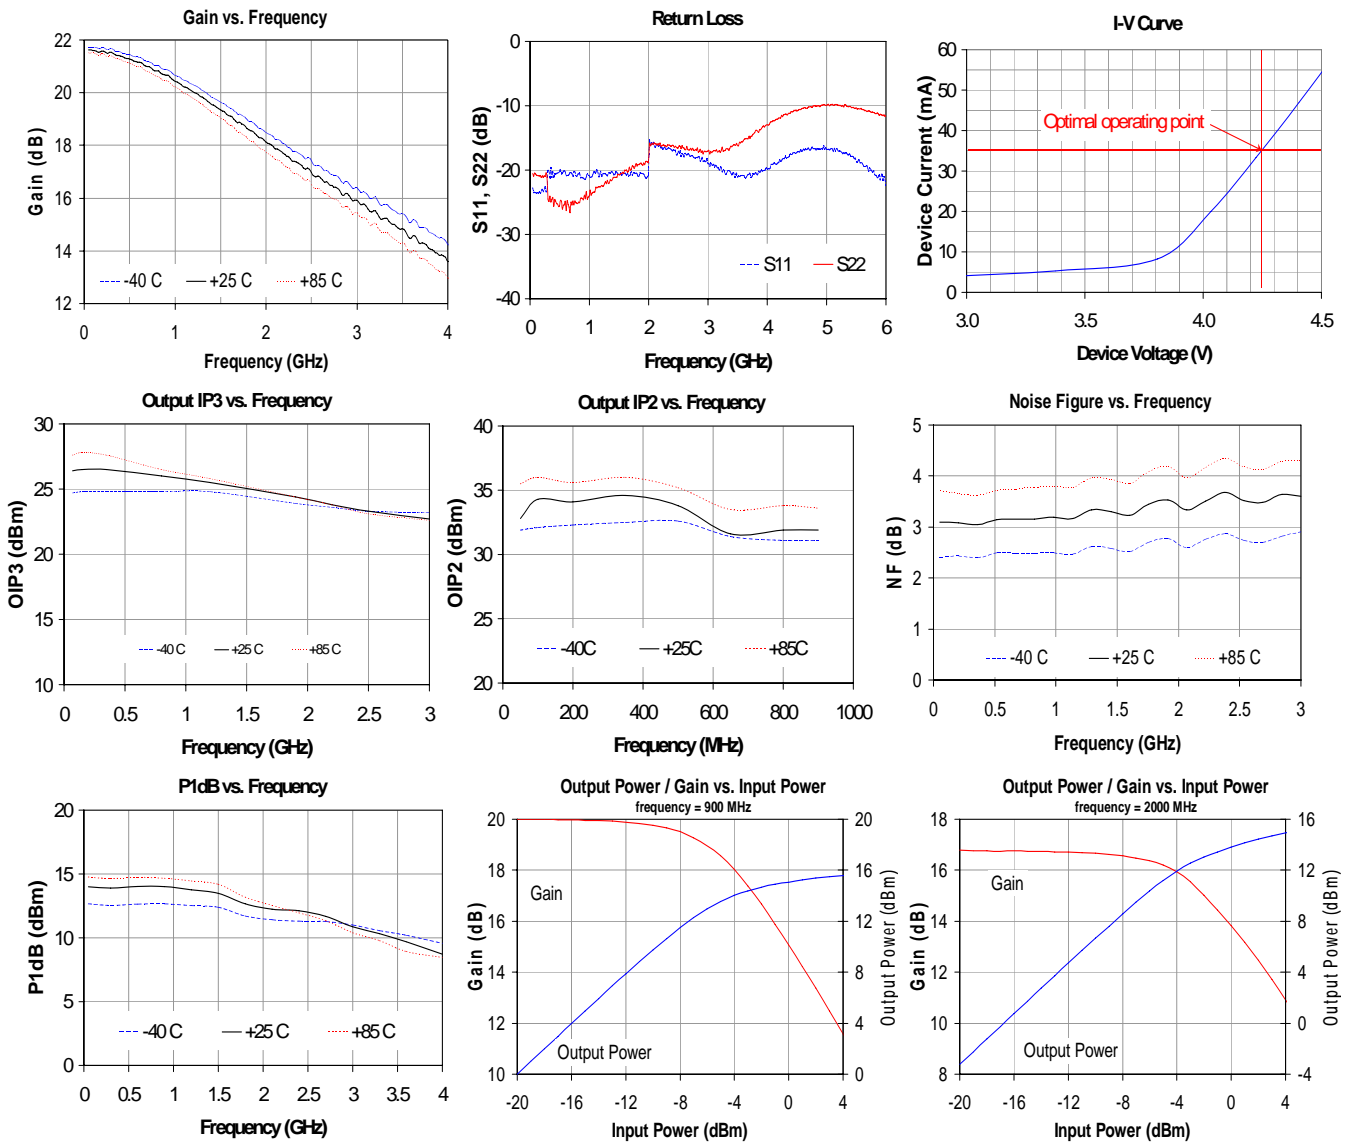 Gain vs. Frequency
22
20
18
16
14
12
Gain (dB)
-40 C
+25 C
+85 C
0 1 2 3 4
Frequency (GHz)
Return Loss
0
-10
-20
-30
-40
S11, S22 (dB)
S11
S22
0 1 2 3 4 5 6
Frequency (GHz)
I-V Curve
60
50
40
30
20
10
0
Device Current (mA)
Optimal operating point
3.0 3.5 4.0 4.5
Device Voltage (V)
Output IP3 vs. Frequency
30
25
20
15
10
OIP3 (dBm)
-40 C
+25 C
+85 C
0 0.5 1 1.5 2 2.5 3
Frequency (GHz)
Output IP2 vs. Frequency
40
35
30
25
20
OIP2 (dBm)
-40C
+25C
+85C
0 200 400 600 800 1000
Frequency (MHz)
Noise Figure vs. Frequency
5
4
3
2
1
0
NF (dB)
-40 C
+25 C
+85 C
0 0.5 1 1.5 2 2.5 3
Frequency (GHz)
P1dB vs. Frequency
20
15
10
5
0
P1dB (dBm)
-40 C
+25 C
+85 C
0 0.5 1 1.5 2 2.5 3 3.5 4
Frequency (GHz)
Output Power / Gain vs. Input Power
frequency = 900 MHz
20
18
16
14
12
10
Gain (dB)
Gain
Output Power
20
16
12
8
4
0
Output Power (dBm)
-20 -16 -12 -8 -4 0 4
Input Power (dBm)
Output Power / Gain vs. Input Power
frequency = 2000 MHz
18
16
14
12
10
8
Gain (dB)
Gain
Output Power
16
12
8
4
0
-4
Output Power (dBm)
-20 -16 -12 -8 -4 0 4
Input Power (dBm)